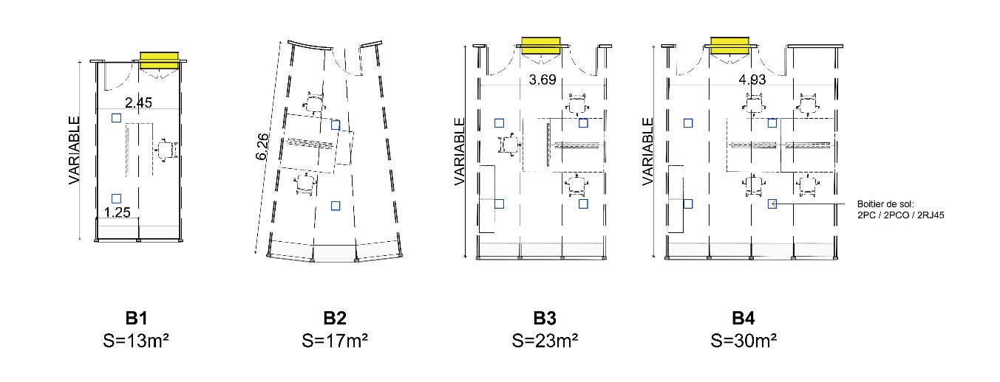 VARIABLE
2.45
1.25
B1
S=13m²
6.26
B2
S=17m²
VARIABLE
3.69
B3
S=23m²
VARIABLE
4.93
Boitier de sol:
2PC / 2PCO / 2RJ45
B4
S=30m²